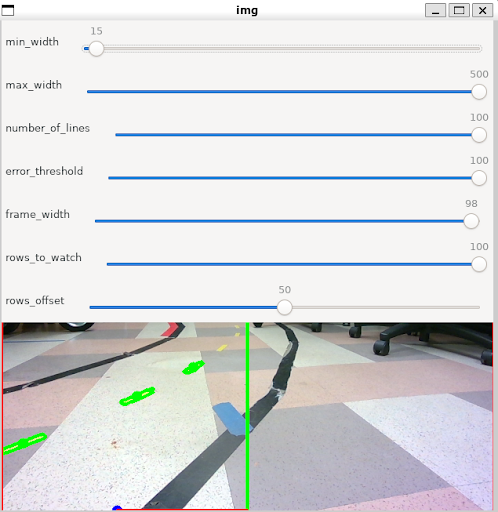 img
15
min_width
500
max_width
100
number_of_lines
100
error_threshold
98
frame_width
100
rows_to_watch
50
rows_offset